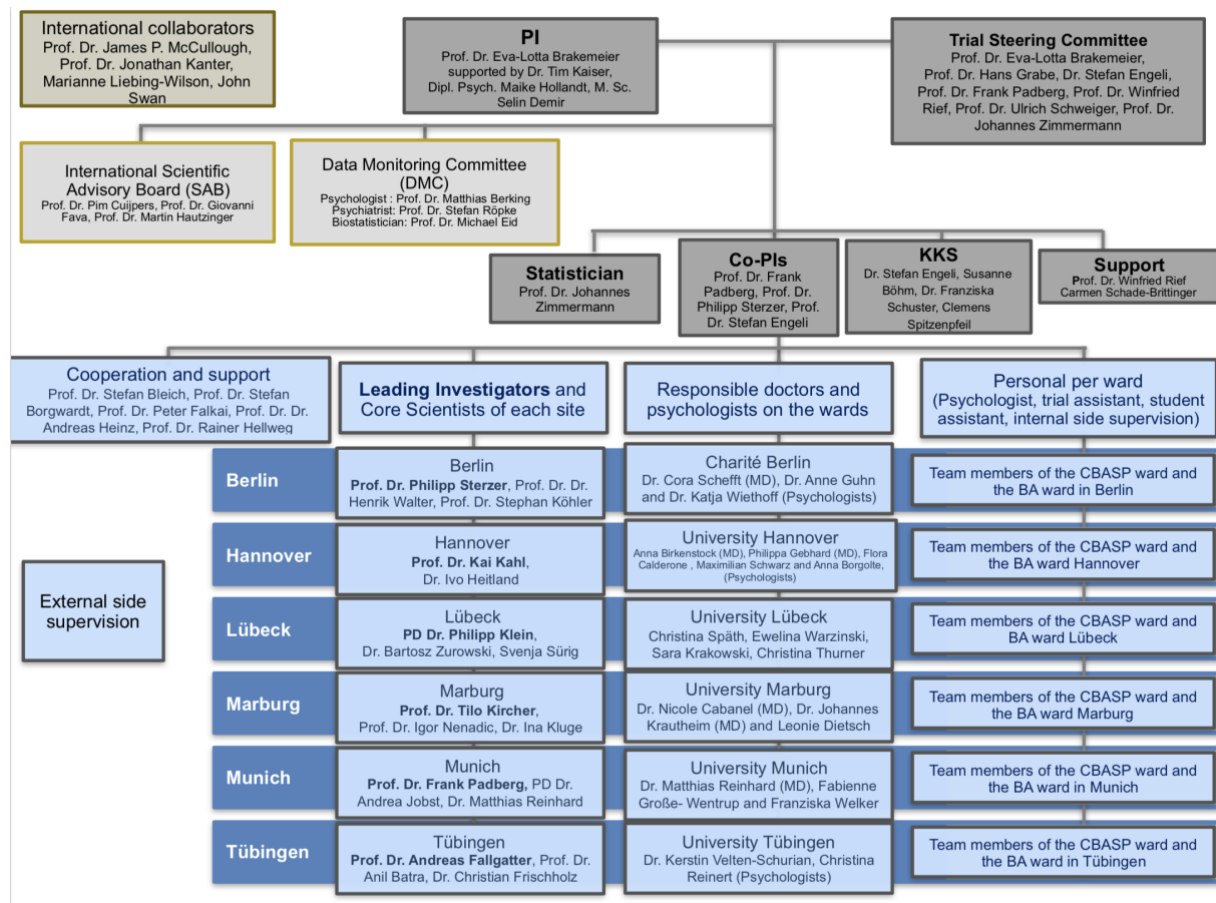 International collaborators
Prof. Dr. James P. McCullough,
Prof. Dr. Jonathan Kanter,
Marianne Liebing-Wilson, John
Swan
PI
Prof. Dr. Eva-Lotta Brakemeier
supported by Dr. Tim Kaiser,
Dipl. Psych. Maike Hollandt, M. Sc.
Selin Demir
Trial Steering Committee
Prof. Dr. Eva-Lotta Brakemeier,
Prof. Dr. Hans Grabe, Dr. Stefan Engeli,
Prof. Dr. Frank Padberg, Prof. Dr. Winfried
Rief, Prof. Dr. Ulrich Schweiger, Prof. Dr.
Johannes Zimmermann
International Scientific
Advisory Board (SAB)
Prof. Dr. Pim Cuijpers, Prof. Dr. Giovanni
Fava, Prof. Dr. Martin Hautzinger
Data Monitoring Committee
(DMC)
Psychologist : Prof. Dr. Matthias Berking
Psychiatrist: Prof. Dr. Stefan Röpke
Biostatistician: Prof. Dr. Michael Eid
Statistician
Prof. Dr. Johannes
Zimmermann
Co-PIs
Prof. Dr. Frank
Padberg, Prof. Dr.
Philipp Sterzer, Prof.
Dr. Stefan Engeli
KKS
Dr. Stefan Engeli, Susanne
Böhm, Dr. Franziska
Schuster, Clemens
Spitzenpfeil
Support
Prof. Dr. Winfried Rief
Carmen Schade-Brittinger
Cooperation and support
Prof. Dr. Stefan Bleich, Prof. Dr. Stefan
Borgwardt, Prof. Dr. Peter Falkai, Prof. Dr. Dr.
Andreas Heinz, Prof. Dr. Rainer Hellweg
Leading Investigators and
Core Scientists of each site
Responsible doctors and
psychologists on the wards
Personal per ward
(Psychologist, trial assistant, student
assistant, internal side supervision)
Berlin
Berlin
Prof. Dr. Philipp Sterzer, Prof. Dr. Dr.
Henrik Walter, Prof. Dr. Stephan Köhler
Charité Berlin
Dr. Cora Schefft (MD), Dr. Anne Guhn
and Dr. Katja Wiethoff (Psychologists)
Team members of the CBASP ward and
the BA ward in Berlin
Hannover
Hannover
Prof. Dr. Kai Kahl,
Dr. Ivo Heitland
University Hannover
Anna Birkenstock (MD), Philippa Gebhard (MD), Flora
Calderone , Maximilian Schwarz and Anna Borgolte,
(Psychologists)
Team members of the CBASP ward and
the BA ward Hannover
External side
supervision
Lübeck
Lübeck
PD Dr. Philipp Klein,
Dr. Bartosz Zurowski, Svenja Sürig
University Lübeck
Christina Späth, Ewelina Warzinski,
Sara Krakowski, Christina Thurner
Team members of the CBASP ward and
BA ward Lübeck
Marburg
Marburg
Prof. Dr. Tilo Kircher,
Prof. Dr. Igor Nenadic, Dr. Ina Kluge
University Marburg
Dr. Nicole Cabanel (MD), Dr. Johannes
Krautheim (MD) and Leonie Dietsch
Team members of the CBASP ward and
the BA ward Marburg
Munich
Munich
Prof. Dr. Frank Padberg, PD Dr.
Andrea Jobst, Dr. Matthias Reinhard
University Munich
Dr. Matthias Reinhard (MD), Fabienne
Große- Wentrup and Franziska Welker
Team members of the CBASP ward and
the BA ward in Munich
Tübingen
Tübingen
Prof. Dr. Andreas Fallgatter, Prof. Dr.
Anil Batra, Dr. Christian Frischholz
University Tübingen
Dr. Kerstin Velten-Schurian, Christina
Reinert (Psychologists)
Team members of the CBASP ward and
the BA ward in Tübingen